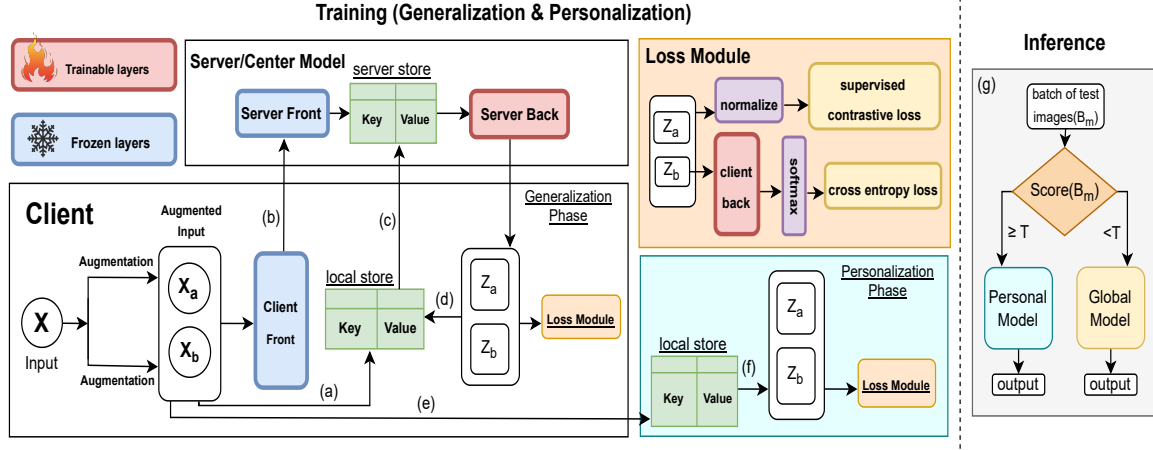 Training (Generalization & Personalization)
Trainable layers
Frozen layers
Server/Center Model
server store
Server Front
Key
Value
Server Back
Client
Generalization
Phase
(b)
(c)
Augmented
Input
Augmentation
X
Input
Augmentation
Xa
Xb
Client
Front
local store
Key
Value
(d)
Za
Zb
Loss Module
(a)
(e)
Loss Module
Za
Zb
normalize
supervised
contrastive loss
client
back
softmax
cross entropy loss
Personalization
Phase
local store
Key
Value
(f)
Za
Zb
Loss Module
Inference
(g)
batch of test
images(Bm)
Score(Bm)
≥ T
<T
Personal
Model
Global
Model
output
output